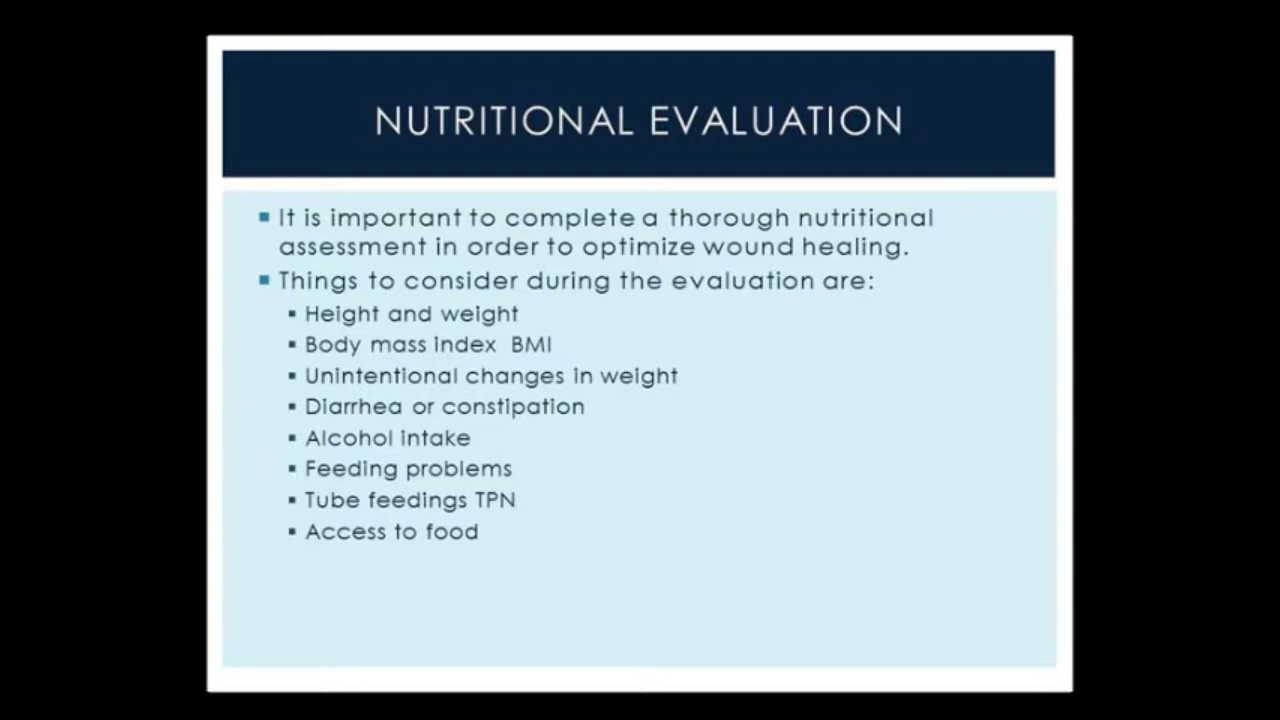 NUTRITIONAL EVALUATION
It is important to complete a thorough nutritional
assessment in order to optimize wound healing.
Things to consider during the evaluation are:
Height and weight
Body mass index BMI
Unintentional changes in weight
Diarrhea or constipation
Alcohol intake
Feeding problems
Tube feedings TPN
Access to food